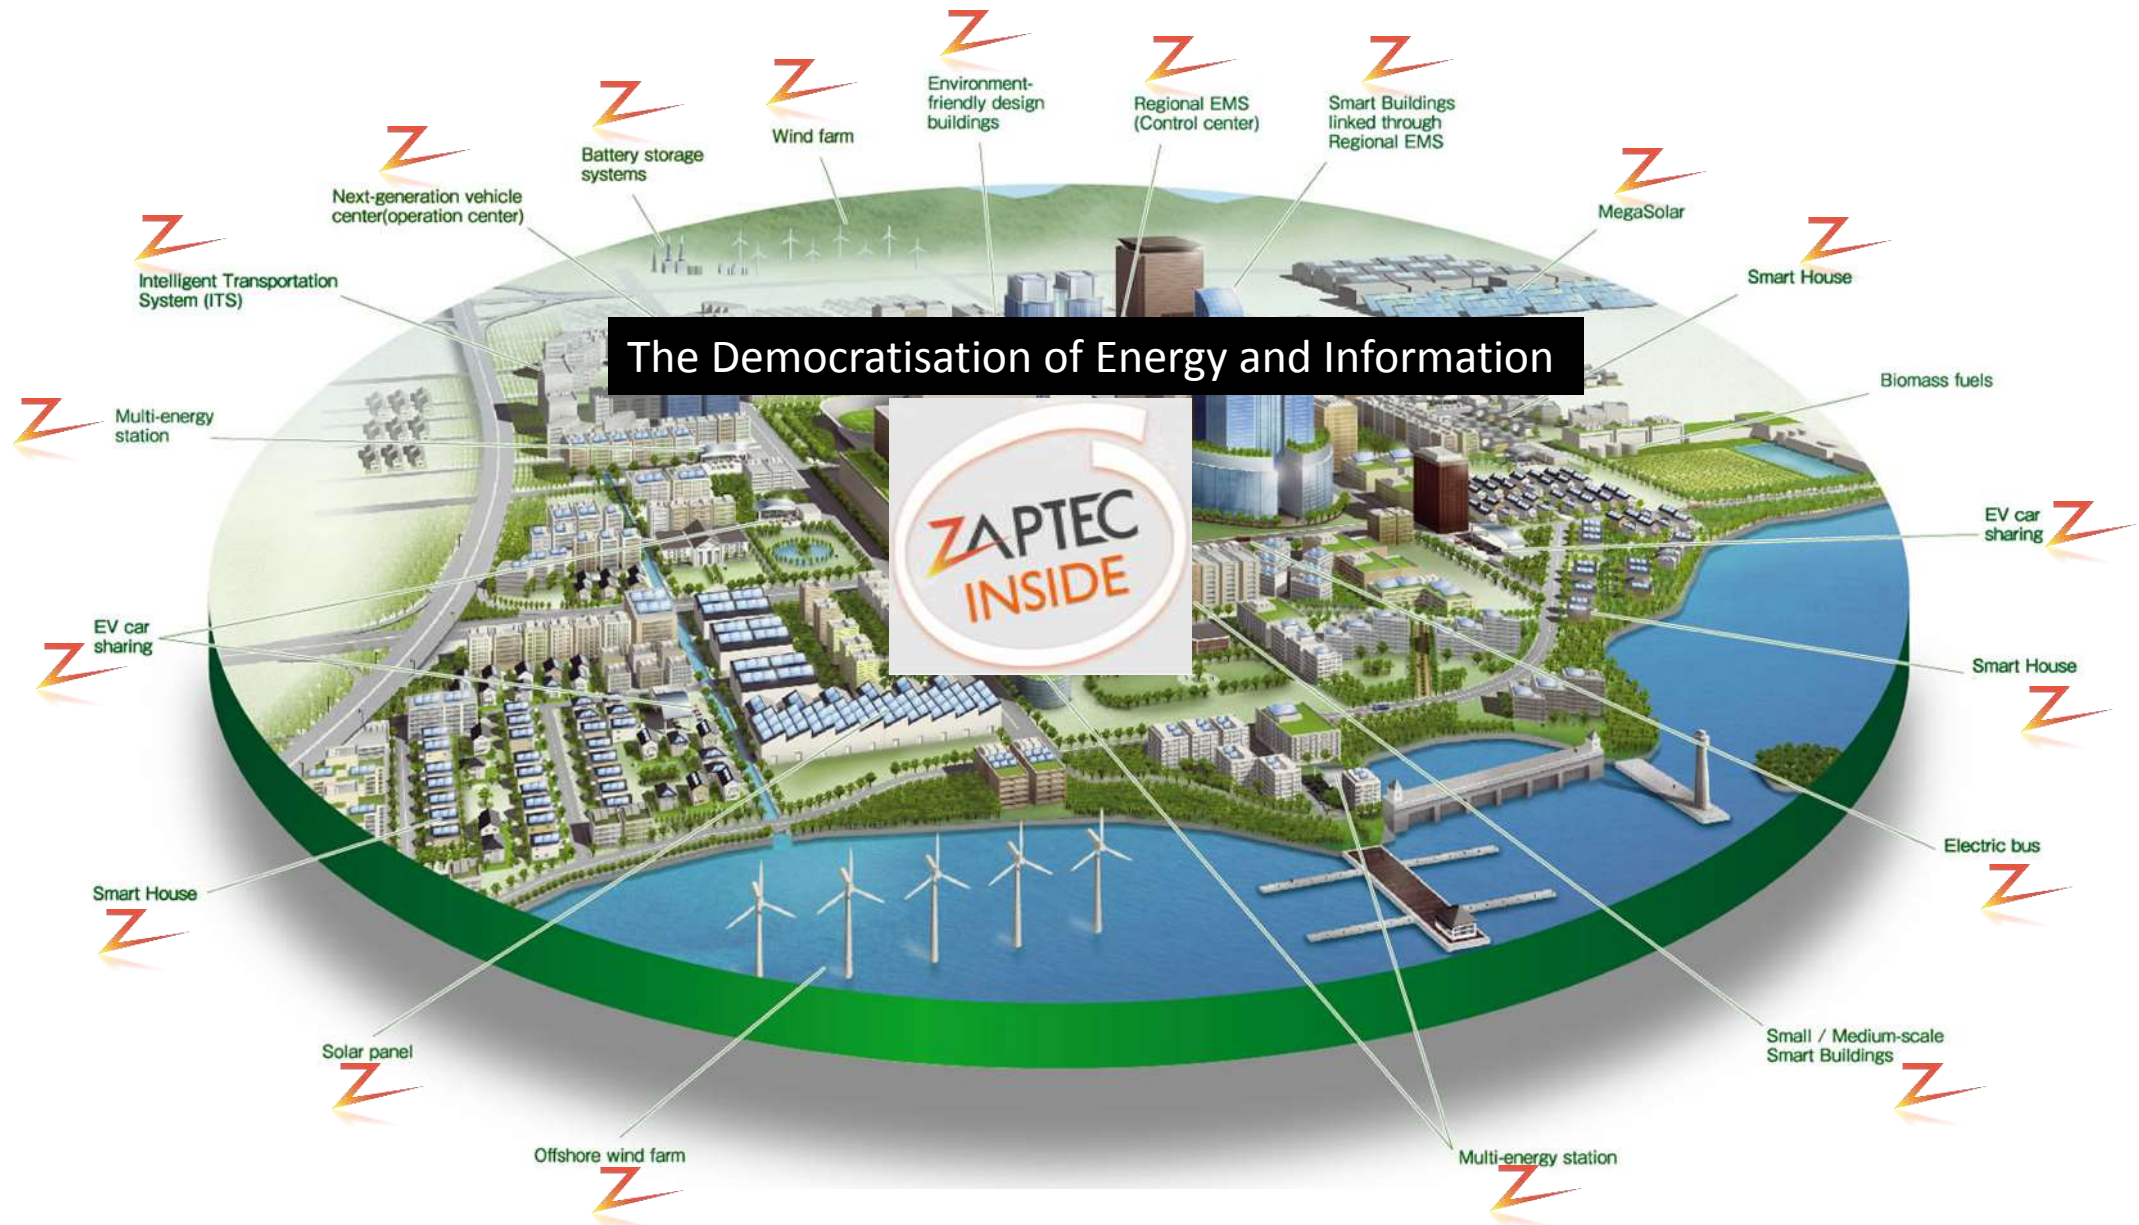 Environment-
friendly design
buildings
Regional EMS
(Control center)
Smart Buildings
linked through
Regional EMS
Wind farm
Battery storage
systems
Next-generation vehicle
center(operation center)
MegaSolar
Smart House
Intelligent Transportation
System (ITS)
The Democratisation of Energy and Information
Biomass fuels
Multi-energy
station
ZAPTEC
INSIDE
EV car
sharing
EV car
sharing
Smart House
Electric bus
Smart House
Solar panel
Small / Medium-scale
Smart Buildings
Offshore wind farm
Multi-energy station